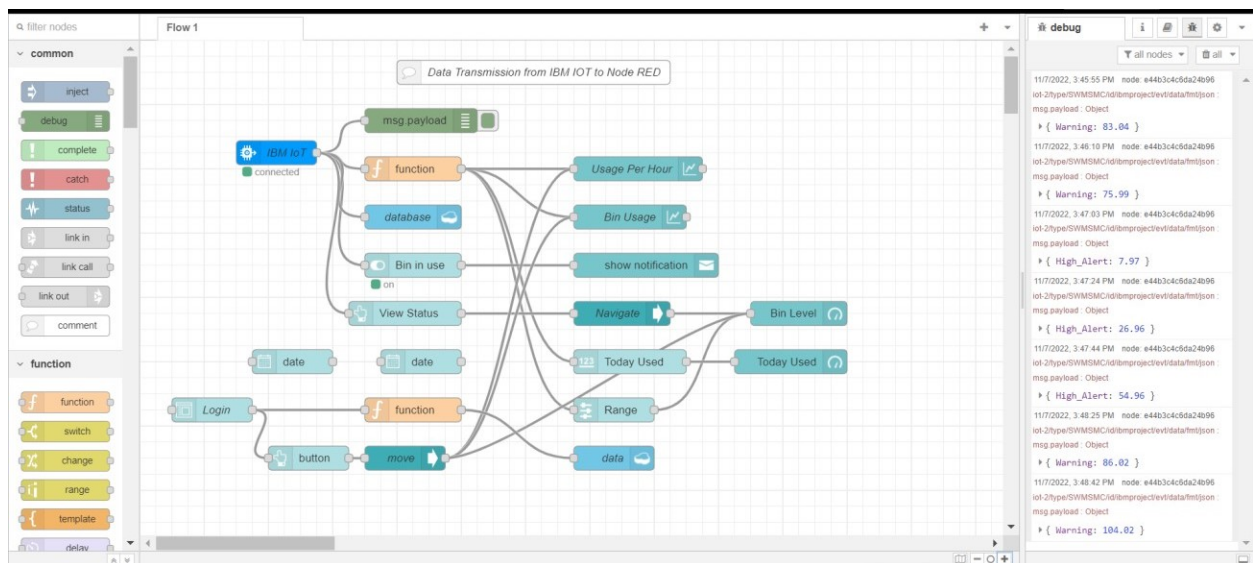 filter nodes
common
inject
debug
complete
catch
status
link in
link call
link out
comment
function
function
switch
change
range
template
delay
Flow 1
Data Transmission from IBM IOT to Node RED
msg.payload
IBM IoT
connected
function
Usage Per Hour
database
Bin Usage
Bin in use
on
show notification
View Status
Navigate
Bin Level
date
date
123 Today Used
Today Used
Login
function
Range
button
move
data
debug
all nodes
all
11/7/2022, 3:45:55 PM node: e44b3c4c6da24b96
iot-2/type/SWMSMC/id/ibmproject/evt/data/fmt/json :
msg.payload : Object
{ Warning: 83.04 }
11/7/2022, 3:46:10 PM node: e44b3c4c6da24b96
iot-2/type/SWMSMC/id/ibmproject/evt/data/fmt/json :
msg.payload : Object
{ Warning: 75.99 }
11/7/2022, 3:47:03 PM node: e44b3c4c6da24b96
iot-2/type/SWMSMC/id/ibmproject/evt/data/fmt/json :
msg.payload : Object
{ High_Alert: 7.97 }
11/7/2022, 3:47:24 PM node: e44b3c4c6da24b96
iot-2/type/SWMSMC/id/ibmproject/evt/data/fmt/json :
msg.payload : Object
{ High_Alert: 26.96 }
11/7/2022, 3:47:44 PM node: e44b3c4c6da24b96
iot-2/type/SWMSMC/id/ibmproject/evt/data/fmt/json :
msg.payload : Object
{ High_Alert: 54.96 }
11/7/2022, 3:48:25 PM node: e44b3c4c6da24b96
iot-2/type/SWMSMC/id/ibmproject/evt/data/fmt/json :
msg.payload : Object
{ Warning: 86.02 }
11/7/2022, 3:48:42 PM node: e44b3c4c6da24b96
iot-2/type/SWMSMC/id/ibmproject/evt/data/fmt/json :
msg.payload : Object
{ Warning: 104.02 }